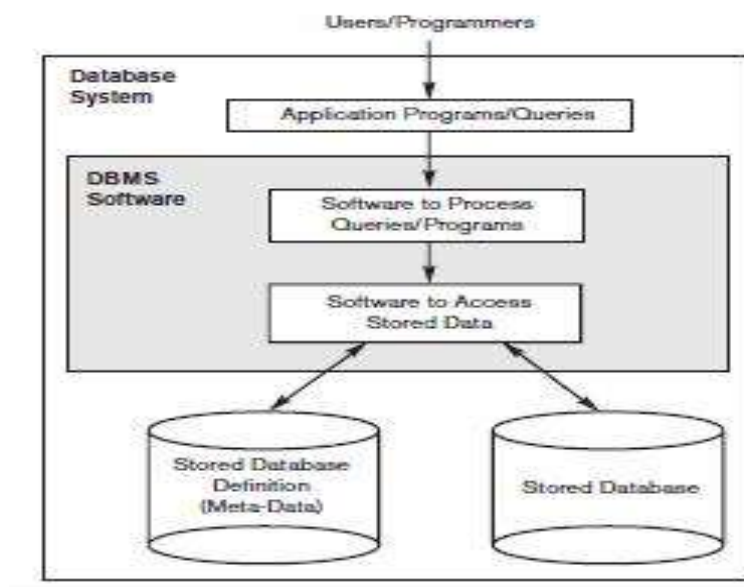 Users/Programmers
Database
System
Application Programs/Queries
DBMS
Software
Software to Process
Queries/Programs
Software to Access
Stored Data
Stored Database
Definition
(Meta-Data)
Stored Database